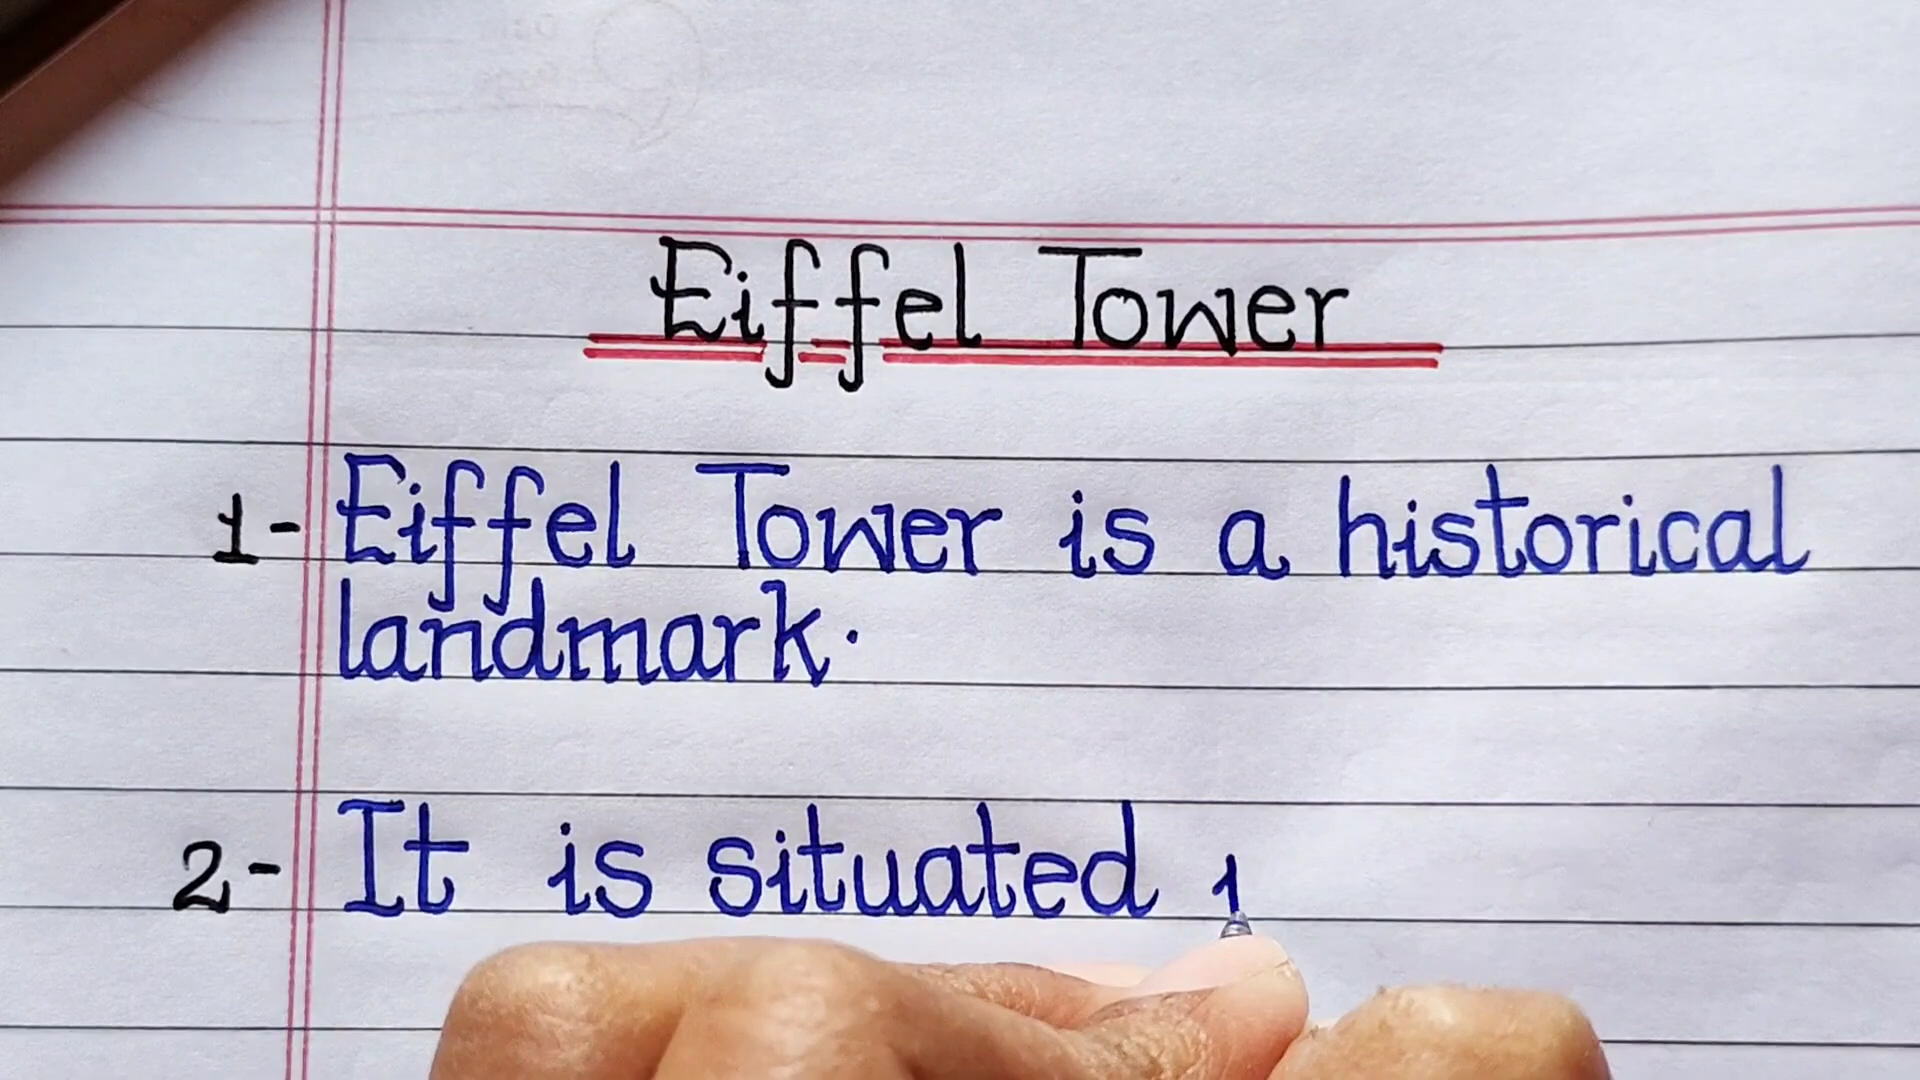 Eiffel Tower
1- Eiffel Tower is a historical
landmark.
2- It is situated